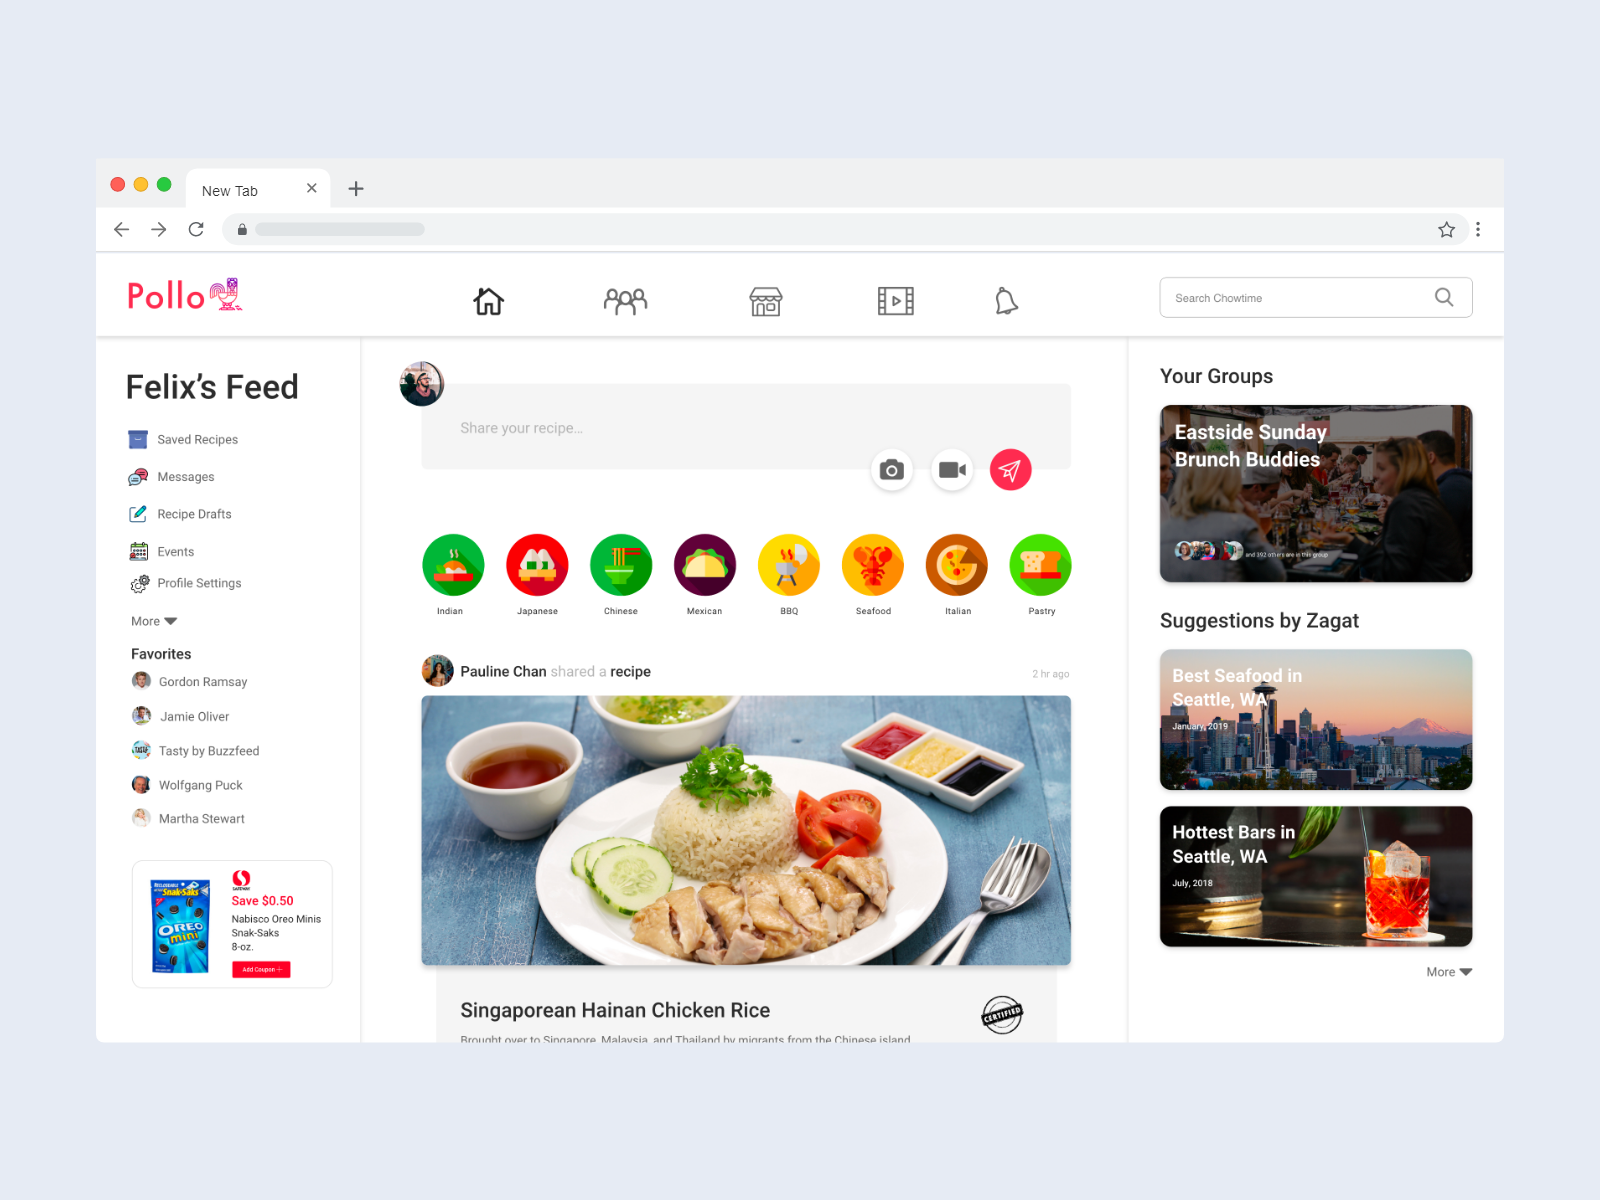 New Tab
Pollo
Search Chowtime
Felix's Feed
Saved Recipes
Messages
Recipe Drafts
Events
Profile Settings
More
Favorites
Gordon Ramsay
Jamie Oliver
Tasty by Buzzfeed
Wolfgang Puck
Martha Stewart
SAFEWAY
Save $0.50
Nabisco Oreo Minis
Snak-Saks
8-oz.
Add Coupon +
Snak-Saks
OREO
mini
Share your recipe...
Indian
Japanese
Chinese
Mexican
BBQ
Seafood
Italian
Pastry
Pauline Chan shared a recipe
2 hr ago
Singaporean Hainan Chicken Rice
CERTIFIED
Brought over to Singapore, Malaysia, and Thailand by migrants from the Chinese island
Your Groups
Eastside Sunday
Brunch Buddies
and 392 others are in this group
Suggestions by Zagat
Best Seafood in
Seattle, WA
January, 2019
Hottest Bars in
Seattle, WA
July, 2018
More